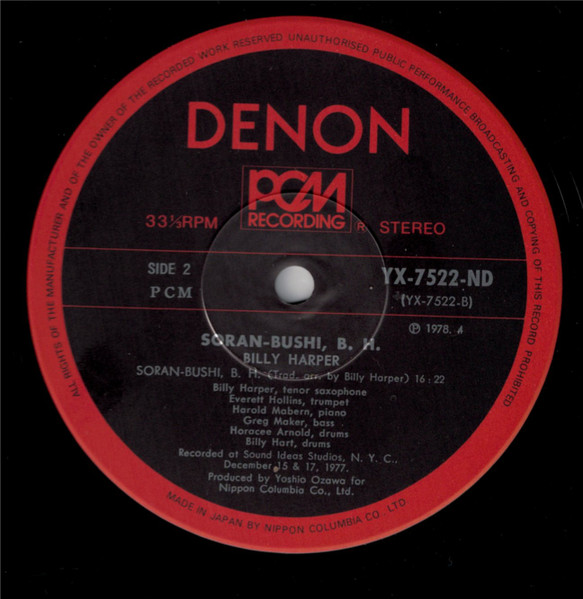 ALL RIGHTS OF THE MANUFACTURER AND OF THE OWNER OF THE RECORDED WORK RESERVED UNAUTHORISED PUBLIC PERFORMANCE BROADCASTING AND COPYING OF THIS RECORD PROHIBITED
DENON
PCM
RECORDING
33⅓RPM
R STEREO
SIDE 2
YX-7522-ND
PCM
(YX-7522-B)
Ⓟ 1978.
SORAN-BUSHI, B. H.
BILLY HARPER
SORAN-BUSHI, B. H. (Trad. arr. by Billy Harper) 16:22
Billy Harper, tenor saxophone
Everett Hollins, trumpet
Harold Mabern, piano
Greg Maker, bass
Horacee Arnold, drums
Billy Hart, drums
Recorded at Sound Ideas Studios, N. Y. C.,
December 15 & 17, 1977.
Produced by Yoshio Ozawa for
Nippon Columbia Co., Ltd.
MADE IN JAPAN BY NIPPON COLUMBIA CO. LTD